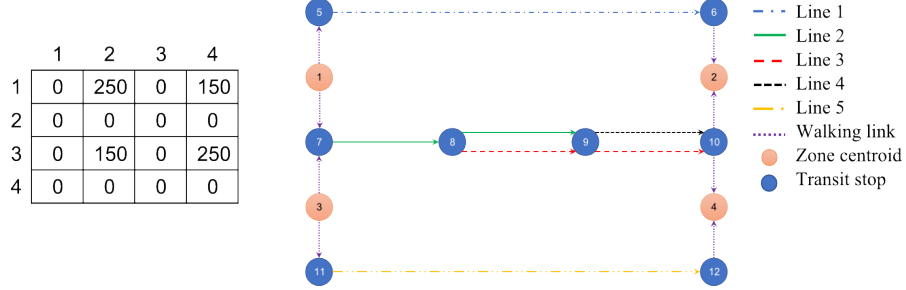 1 2 3 4
1 0 250 0 150
2 0 0 0 0
3 0 150 0 250
4 0 0 0 0
5 6
1 2
7 8 9 10
3 4
11 12
Line 1
Line 2
Line 3
Line 4
Line 5
Walking link
Zone centroid
Transit stop